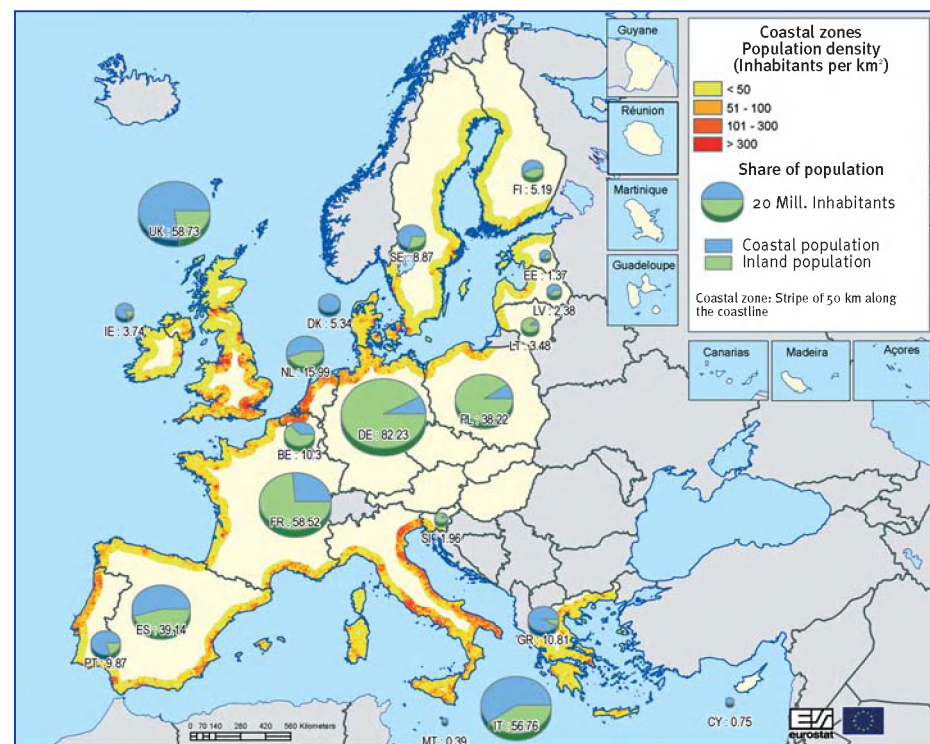 Guyane
Réunion
Martinique
Guadeloupe
Canarias
Madeira
Açores
Coastal zones
Population density
(Inhabitants per km²)
< 50
51 - 100
101 - 300
> 300
Share of population
20 Mill. Inhabitants
Coastal population
Inland population
Coastal zone: Stripe of 50 km along
the coastline
FI : 5.19
UK : 58.73
SE : 8.87
EE : 1.37
LV : 2.38
IE : 3.74
DK : 5.34
LT : 3.48
NL : 15.99
PL : 38.22
DE : 82.23
BE : 10.3
FR : 58.52
SI : 1.96
ES : 39.14
GR : 10.81
PT : 9.87
IT : 56.76
CY : 0.75
MT : 0.39
0 70 140 280 420 560 Kilometers
eurostat